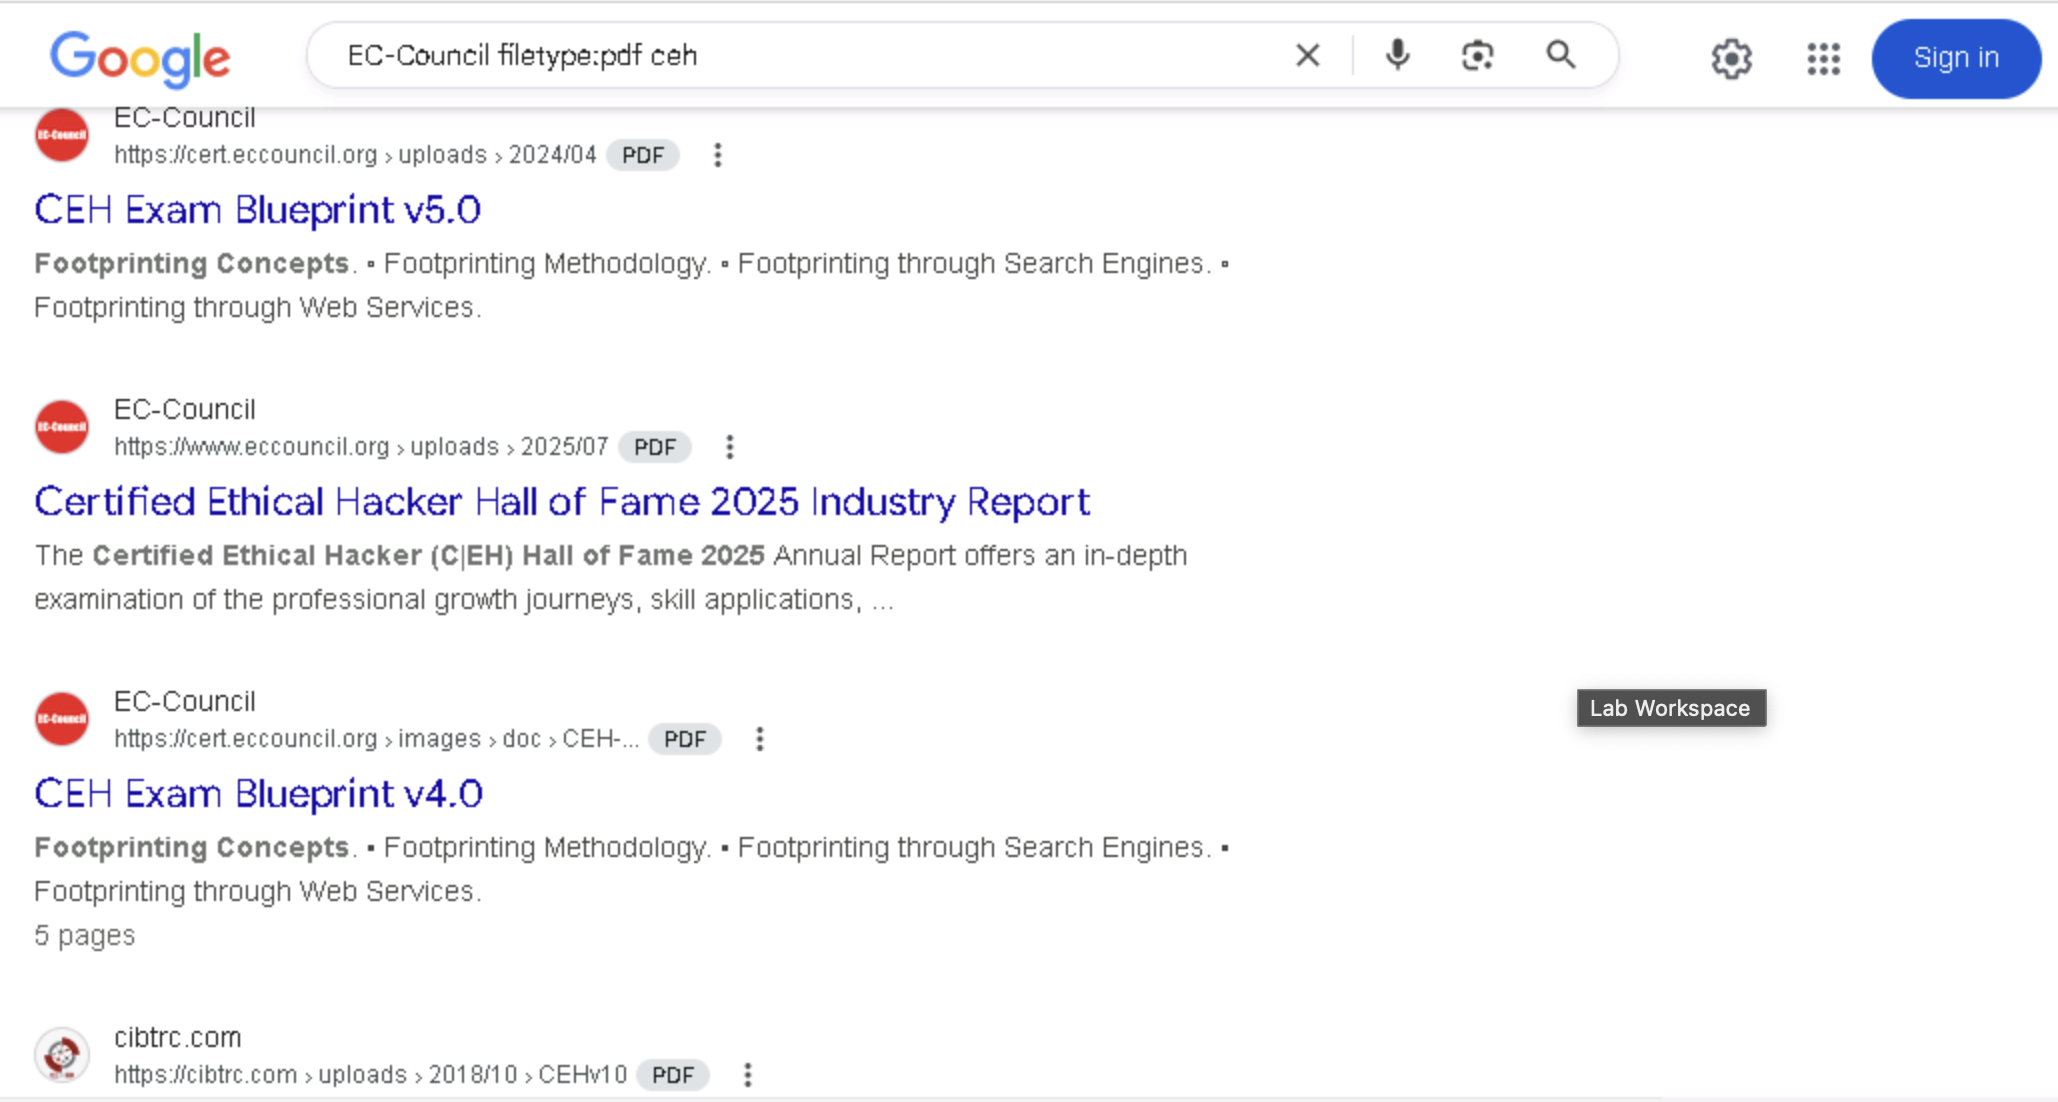 Google
EC-Council filetype:pdf ceh
Sign in
EC-Council
EC-Council
https://cert.eccouncil.org › uploads › 2024/04 PDF
CEH Exam Blueprint v5.0
Footprinting Concepts. ▪ Footprinting Methodology. ▪ Footprinting through Search Engines. ▪
Footprinting through Web Services.
EC-Council
EC-Council
https://www.eccouncil.org › uploads › 2025/07 PDF
Certified Ethical Hacker Hall of Fame 2025 Industry Report
The Certified Ethical Hacker (C|EH) Hall of Fame 2025 Annual Report offers an in-depth
examination of the professional growth journeys, skill applications, ...
EC-Council
EC-Council
https://cert.eccouncil.org › images › doc › CEH-... PDF
Lab Workspace
CEH Exam Blueprint v4.0
Footprinting Concepts. ▪ Footprinting Methodology. ▪ Footprinting through Search Engines. ▪
Footprinting through Web Services.
5 pages
cibtrc.com
https://cibtrc.com › uploads › 2018/10 › CEHv10 PDF